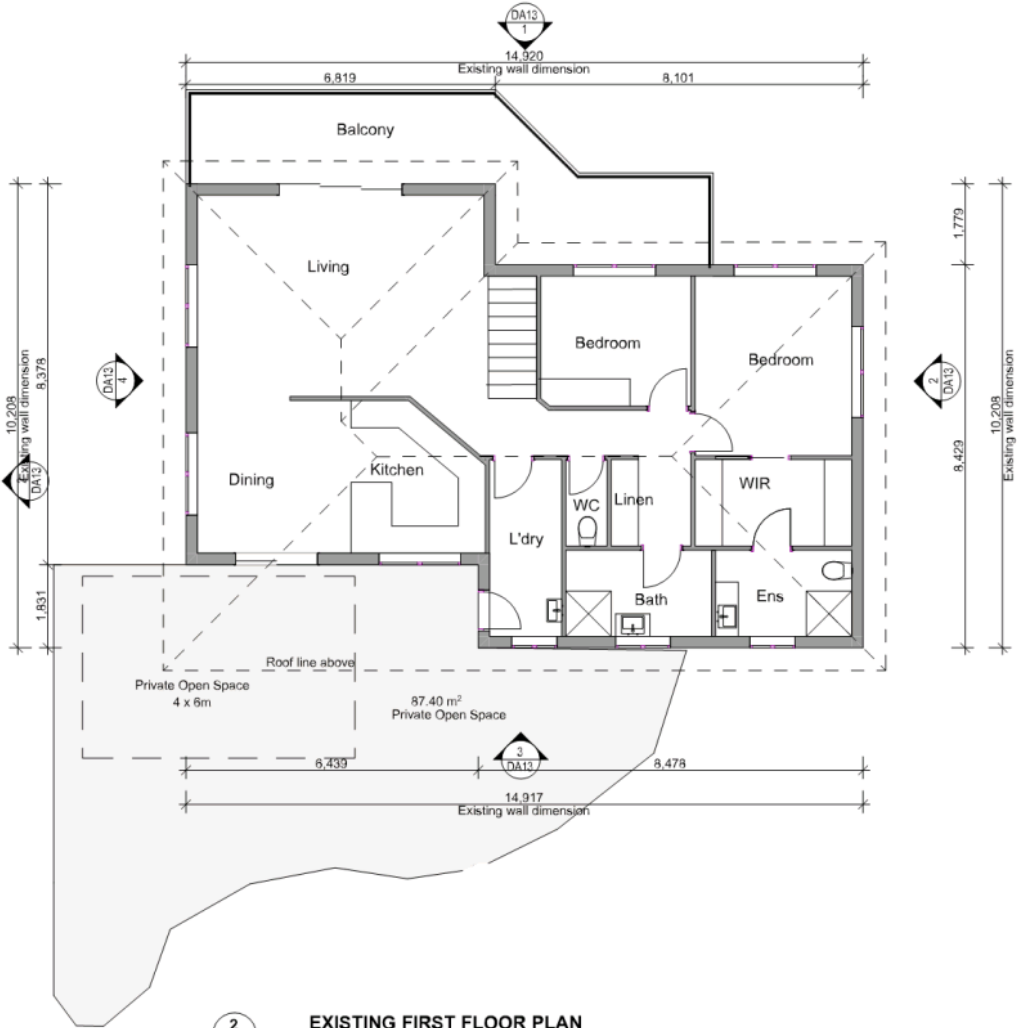 DA13
1
14,920
Existing wall dimension
6,819
8,101
Balcony
1,779
Living
Bedroom
Bedroom
DA13
4
2
DA13
8,378
10,208
Existing wall dimension
10,208
Existing wall dimension
8,429
DA13
Dining
Kitchen
WC
Linen
WIR
L'dry
Bath
Ens
1,831
Roof line above
Private Open Space
4 x 6m
87.40 m²
Private Open Space
3
DA13
6,439
8,478
14,917
Existing wall dimension
2
EXISTING FIRST FLOOR PLAN